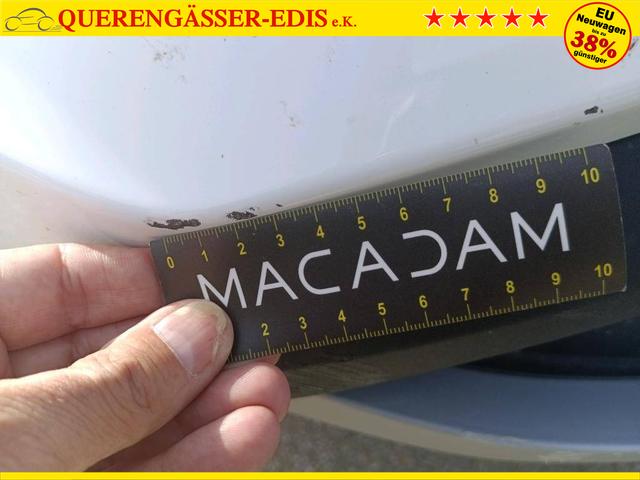 QUERENGÄSSER-EDIS e.K.
EU
Neuwagen
bis zu
38%
günstiger
0 1 2 3 4 5 6 7 8 9 10
MACADAM
2 3 4 5 6 7 8 9 10